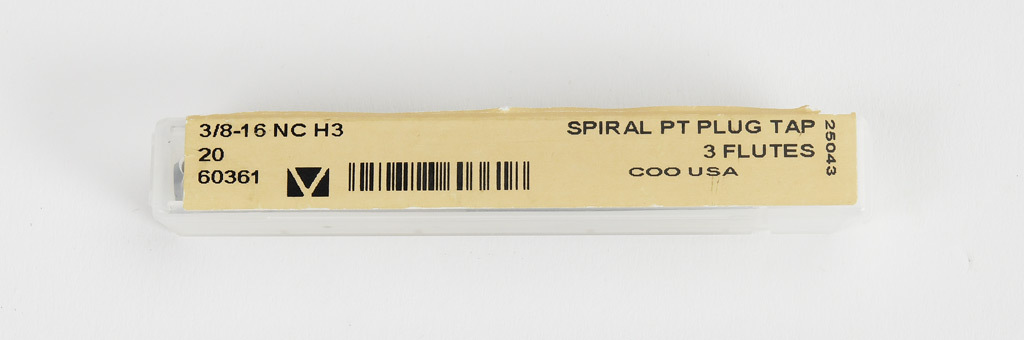 3/8-16 NC H3
20
60361
SPIRAL PT PLUG TAP
3 FLUTES
COO USA
25043